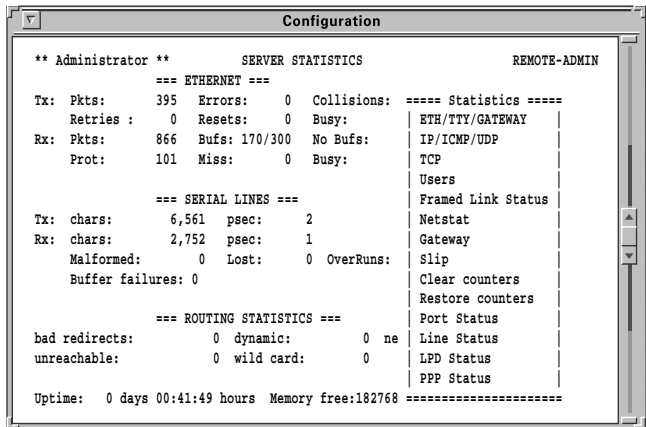 Configuration
** Administrator ** SERVER STATISTICS REMOTE-ADMIN
=== ETHERNET ===
Tx: Pkts: 395 Errors: 0 Collisions: ===== Statistics =====
Retries : 0 Resets: 0 Busy: | ETH/TTY/GATEWAY |
Rx: Pkts: 866 Bufs: 170/300 No Bufs: | IP/ICMP/UDP |
Prot: 101 Miss: 0 Busy: | TCP |
| Users |
=== SERIAL LINES === | Framed Link Status |
Tx: chars: 6,561 psec: 2 | Netstat |
Rx: chars: 2,752 psec: 1 | Gateway |
Malformed: 0 Lost: 0 OverRuns: | Slip |
Buffer failures: 0 | Clear counters |
| Restore counters |
=== ROUTING STATISTICS === | Port Status |
bad redirects: 0 dynamic: 0 ne | Line Status |
unreachable: 0 wild card: 0 | LPD Status |
| PPP Status |
Uptime: 0 days 00:41:49 hours Memory free:182768 ======================